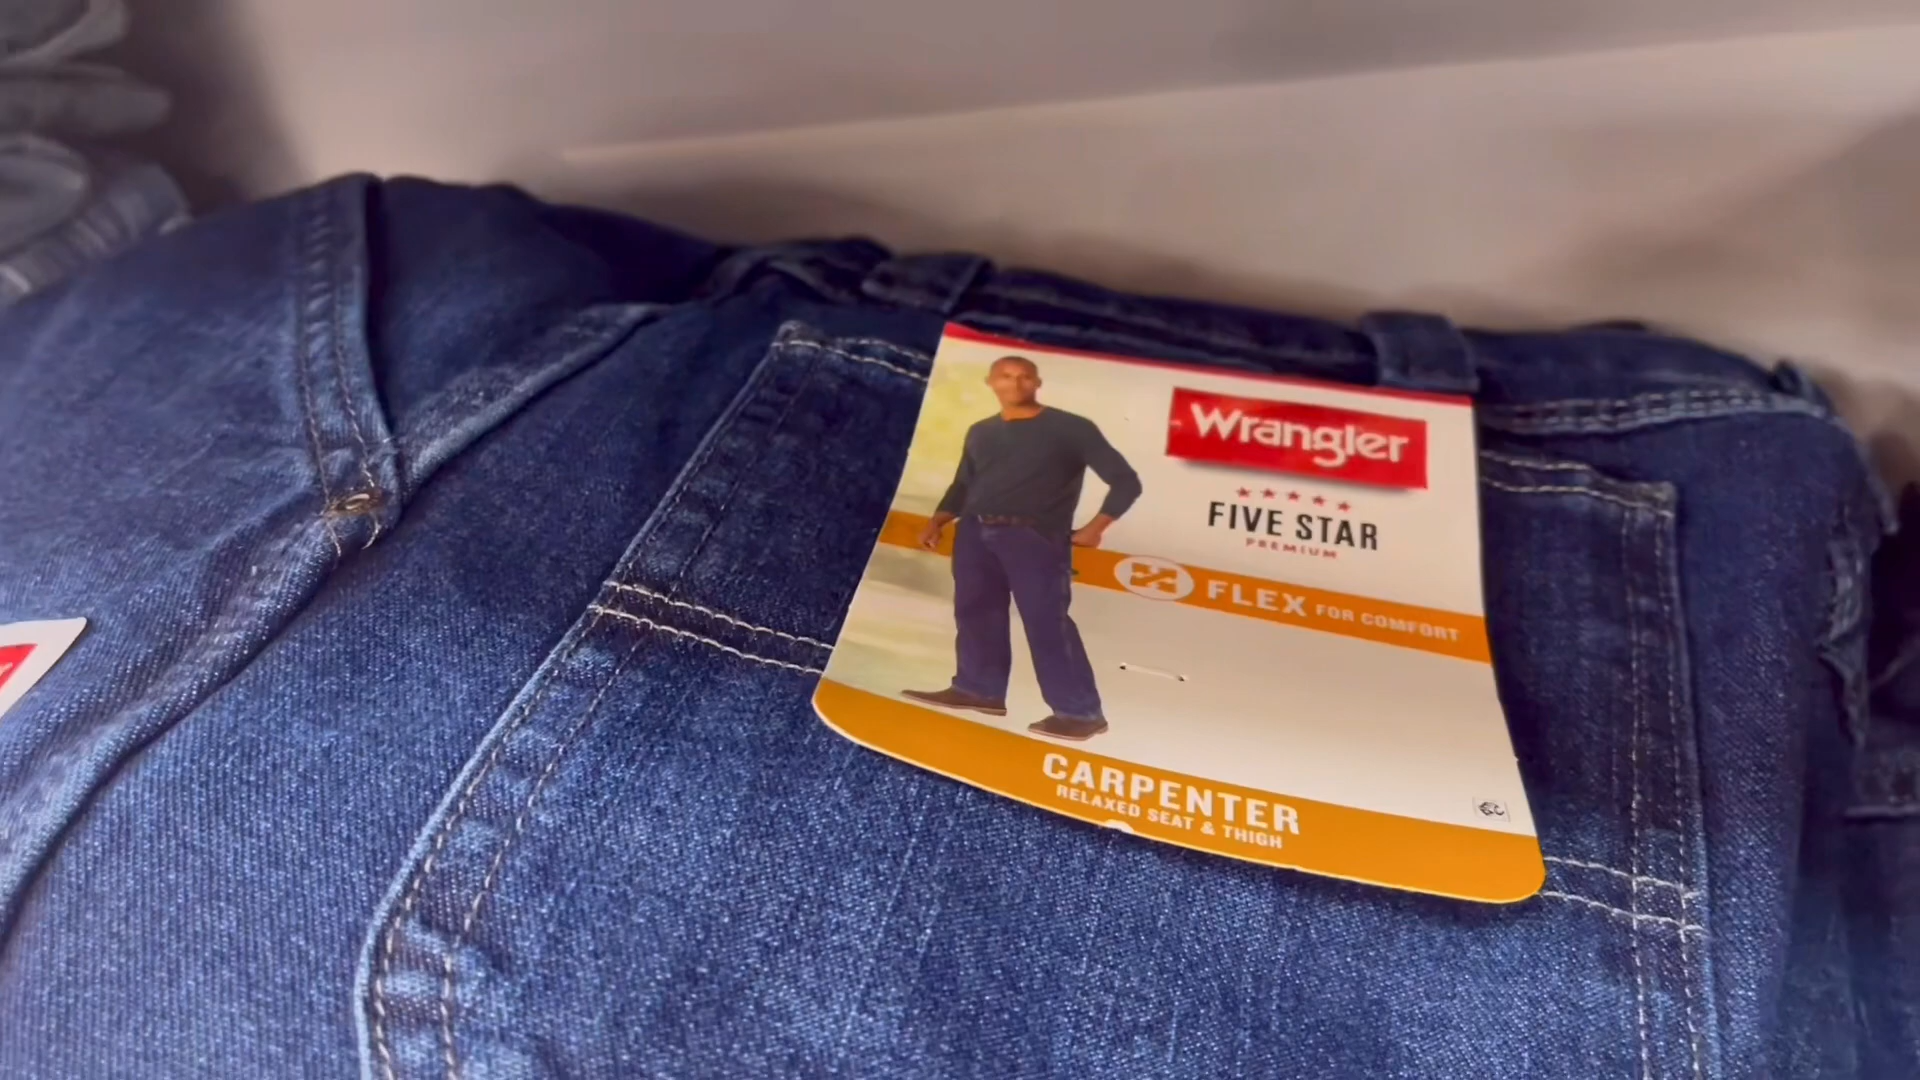 Wrangler
FIVE STAR
PREMIUM
FLEX FOR COMFORT
CARPENTER
RELAXED SEAT & THIGH